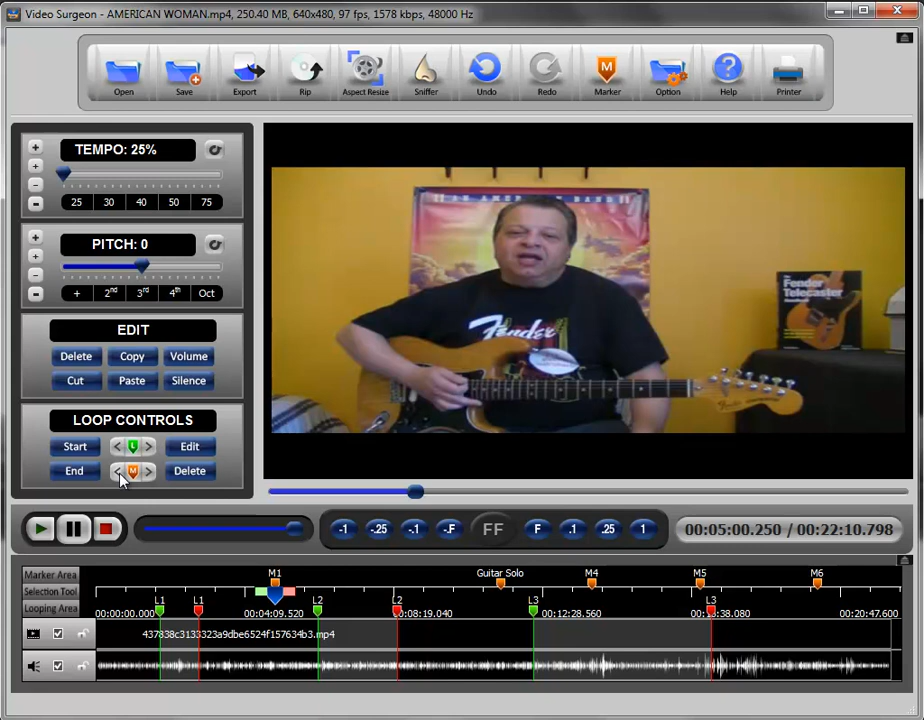 Video Surgeon - AMERICAN WOMAN.mp4, 250.40 MB, 640x480, 97 fps, 1578 kbps, 48000 Hz
Open Save Export Rip Aspect Resize Sniffer Undo Redo M Marker Option ? Help Printer
TEMPO: 25%
25 30 40 50 75
PITCH: 0
+ 2nd 3rd 4th Oct
EDIT
Delete Copy Volume
Cut Paste Silence
LOOP CONTROLS
Start < L > Edit
End < M > Delete
AN AMERICAN BAND
The Fender
Telecaster
Handbook
Fender
-1 -.25 -.1 -F FF F .1 .25 1
00:05:00.250 / 00:22:10.798
Marker Area M1 Guitar Solo M4 M5 M6
Selection Tool
Looping Area L1 L1 L2 L2 L3 L3
00:00:00.000 00:04:09.520 00:08:19.040 00:12:28.560 00:20:47.600
437838c3133323a9dbe6524f157634b3.mp4